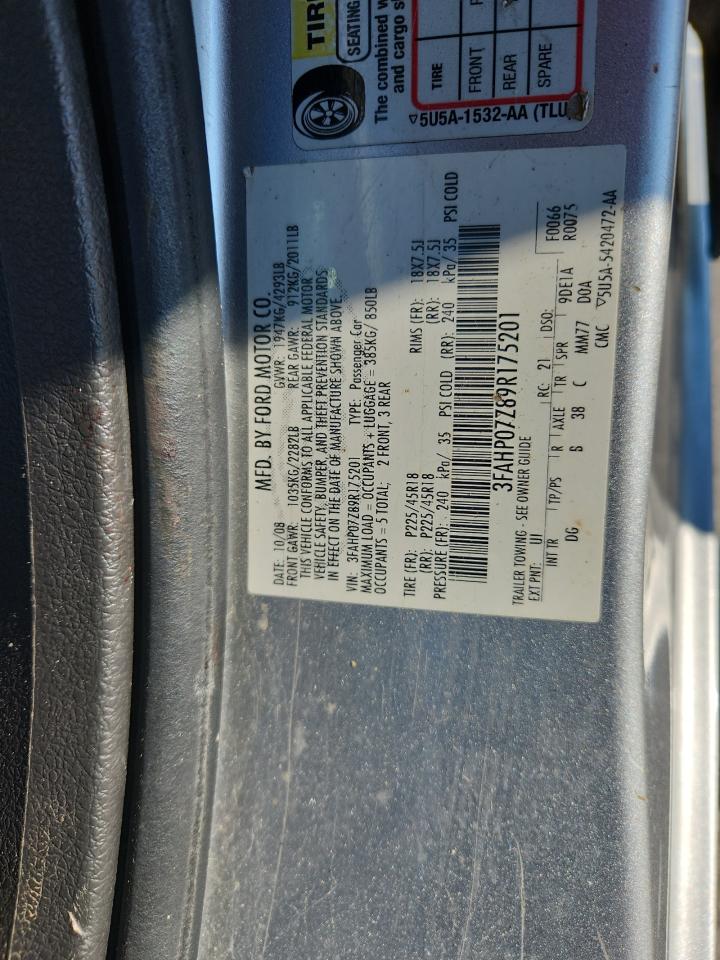 TIRE
SEATING
The combined w
and cargo s
TIRE
FRONT F
REAR
SPARE
▽5U5A-1532-AA (TLU
MFD. BY FORD MOTOR CO.
DATE: 10/08 GVWR: 1947KG/4293LB
FRONT GAWR: 1035KG/2282LB REAR GAWR: 912KG/2011LB
THIS VEHICLE CONFORMS TO ALL APPLICABLE FEDERAL MOTOR
VEHICLE SAFETY, BUMPER, AND THEFT PREVENTION STANDARDS
IN EFFECT ON THE DATE OF MANUFACTURE SHOWN ABOVE.
VIN: 3FAHP07Z89R175201 TYPE: Passenger Car
MAXIMUM LOAD = OCCUPANTS + LUGGAGE = 385KG/ 850LB
OCCUPANTS = 5 TOTAL; 2 FRONT, 3 REAR
TIRE (FR): P225/45R18 RIMS (FR): 18X7.5J
(RR): P225/45R18 (RR): 18X7.5J
PRESSURE (FR): 240 kPa/ 35 PSI COLD (RR): 240 kPa/ 35 PSI COLD
3FAHP07Z89R175201
TRAILER TOWING - SEE OWNER GUIDE
EXT PNT: UI RC: 21 DSO: F0066
R0075
INT TR TP/PS R AXLE TR SPR 9DE1A
DG B 38 C MM77 D0A
CMC ▽5U5A-5420472-AA